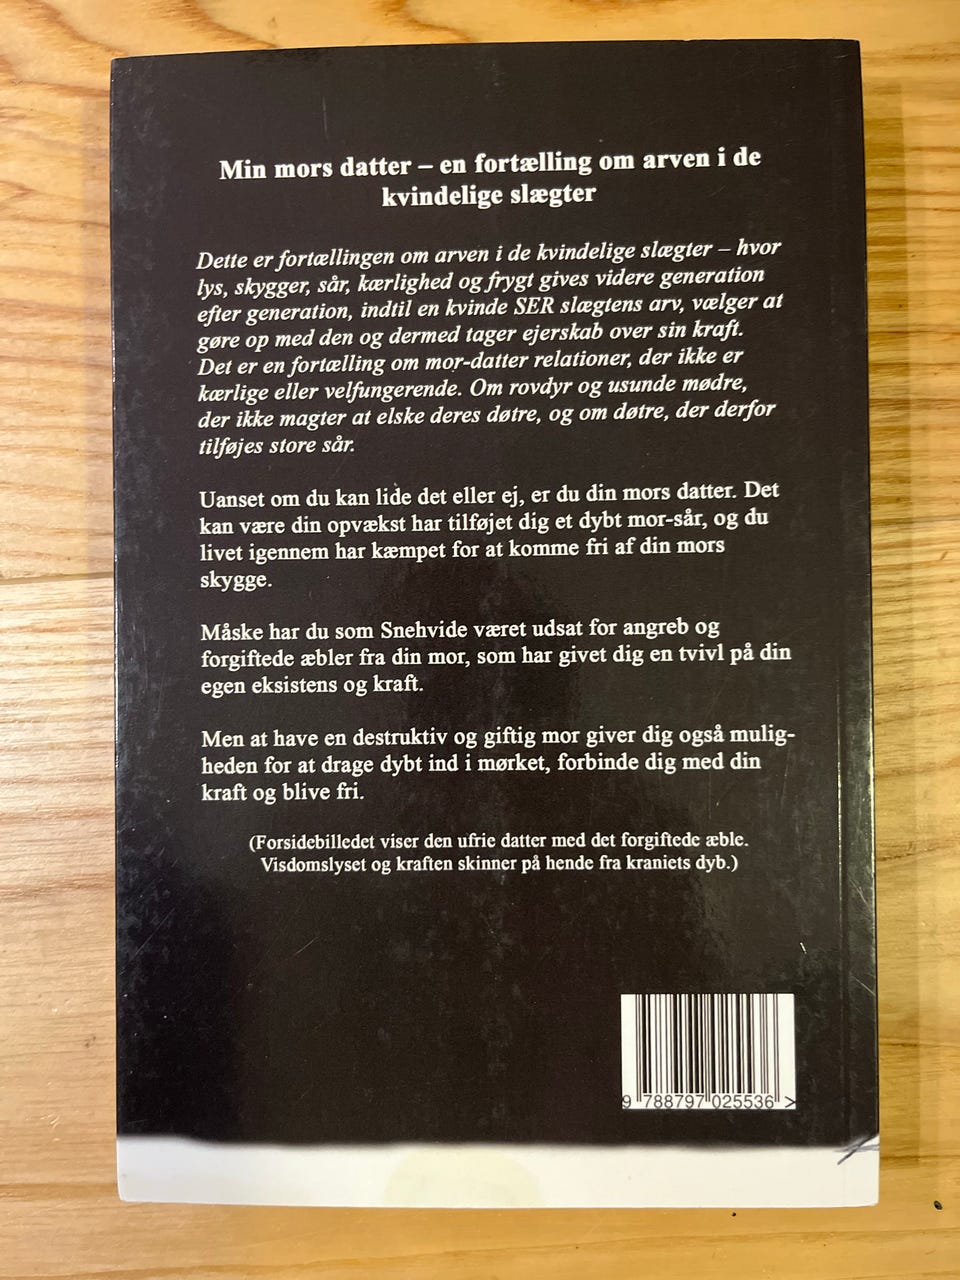 Min mors datter – en fortælling om arven i de
kvindelige slægter
Dette er fortællingen om arven i de kvindelige slægter – hvor
lys, skygger, sår, kærlighed og frygt gives videre generation
efter generation, indtil en kvinde SER slægtens arv, vælger at
gøre op med den og dermed tager ejerskab over sin kraft.
Det er en fortælling om mor-datter relationer, der ikke er
kærlige eller velfungerende. Om rovdyr og usunde mødre,
der ikke magter at elske deres døtre, og om døtre, der derfor
tilføjes store sår.
Uanset om du kan lide det eller ej, er du din mors datter. Det
kan være din opvækst har tilføjet dig et dybt mor-sår, og du
livet igennem har kæmpet for at komme fri af din mors
skygge.
Måske har du som Snehvide været udsat for angreb og
forgiftede æbler fra din mor, som har givet dig en tvivl på din
egen eksistens og kraft.
Men at have en destruktiv og giftig mor giver dig også mulig-
heden for at drage dybt ind i mørket, forbinde dig med din
kraft og blive fri.
(Forsidebilledet viser den ufrie datter med det forgiftede æble.
Visdomslyset og kraften skinner på hende fra kraniets dyb.)
9 788797 025536 >